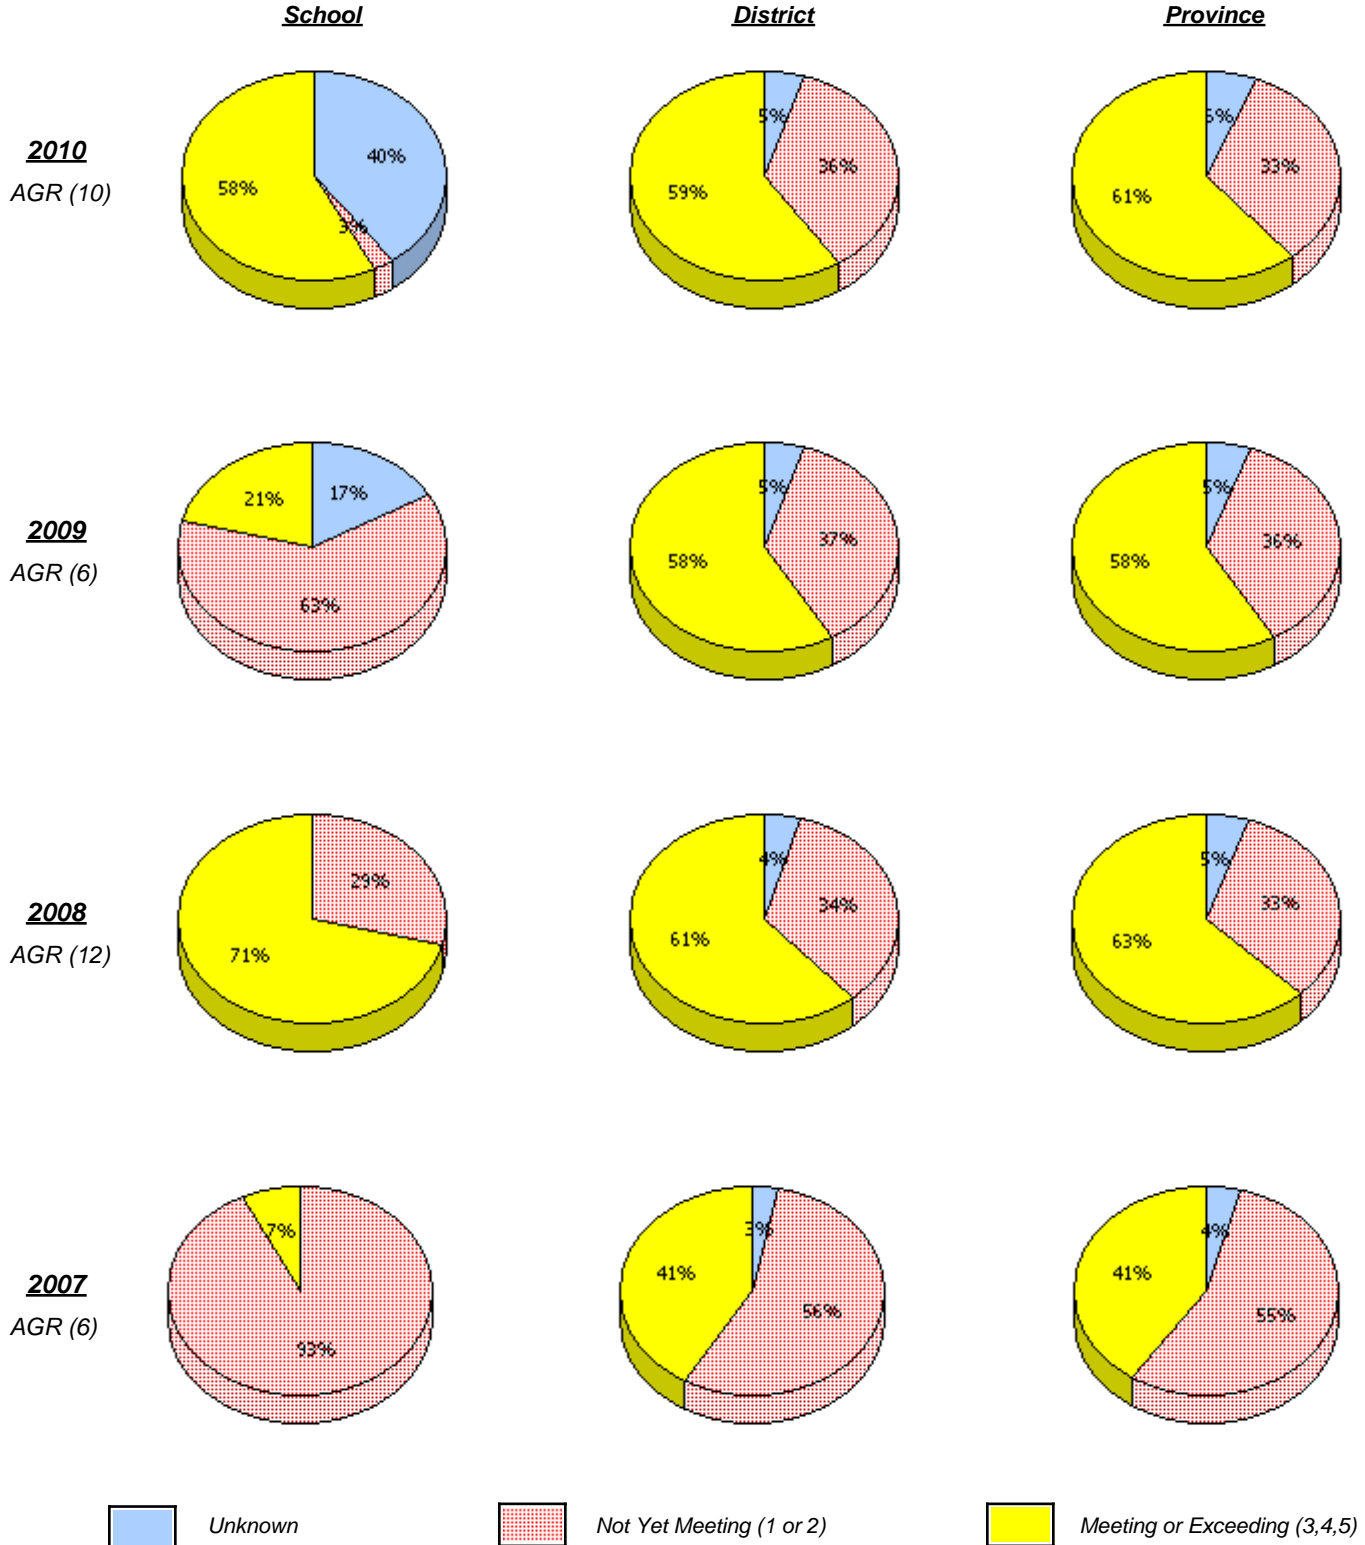 School District Province
2010
AGR (10)
40% 3% 58%
5% 36% 59%
6% 33% 61%
2009
AGR (6)
17% 63% 21%
5% 37% 58%
5% 36% 58%
2008
AGR (12)
29% 71%
4% 34% 61%
5% 33% 63%
2007
AGR (6)
93% 7%
3% 56% 41%
4% 55% 41%
Unknown Not Yet Meeting (1 or 2) Meeting or Exceeding (3,4,5)